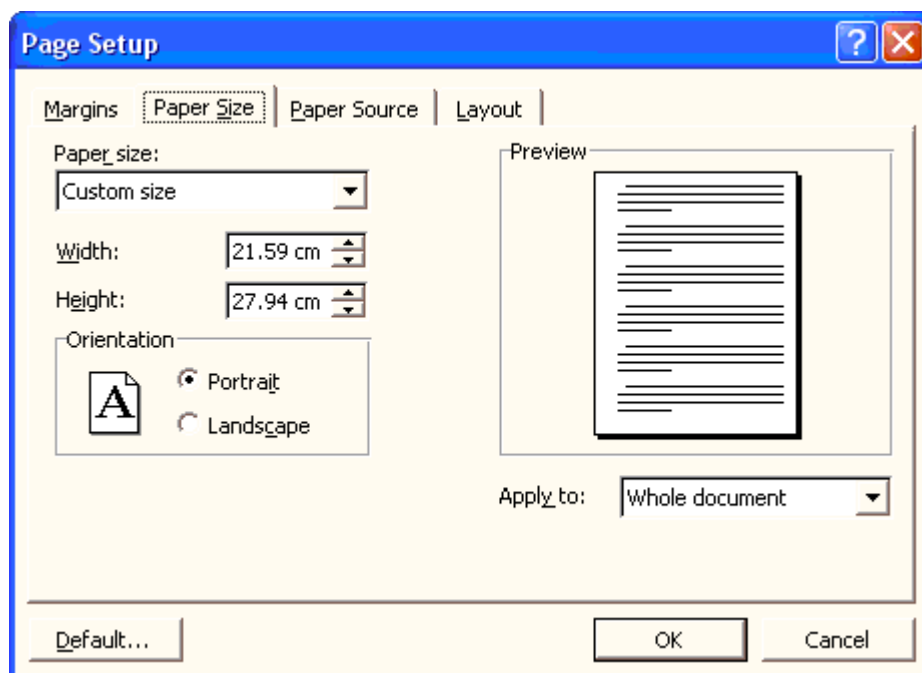 Page Setup
Margins Paper Size Paper Source Layout
Paper size:
Custom size
Width: 21.59 cm
Height: 27.94 cm
Orientation
A
Portrait
Landscape
Preview
Apply to: Whole document
Default... OK Cancel